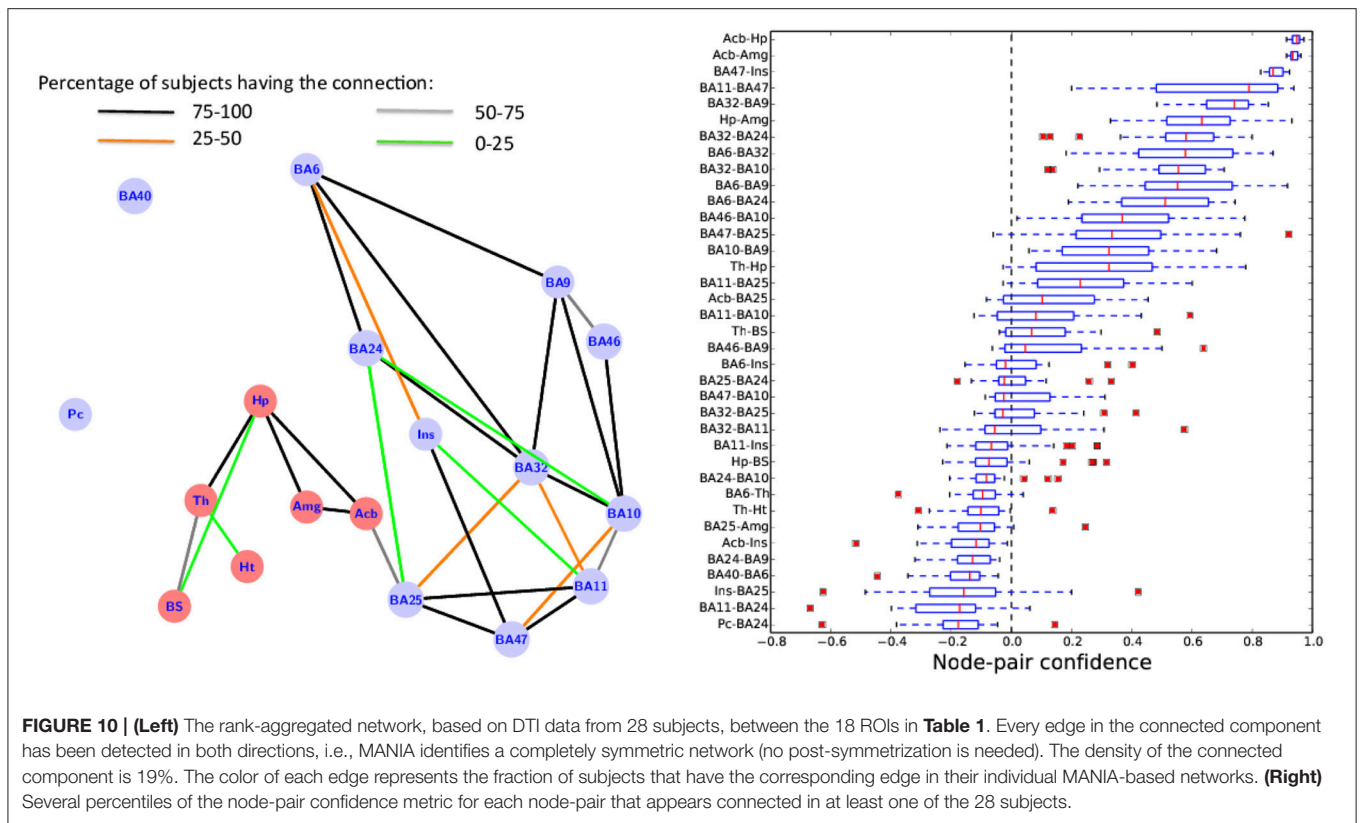 Percentage of subjects having the connection:
75-100
50-75
25-50
0-25
BA6
BA40
BA9
BA46
BA24
Hp
Pc
Ins
BA32
Th
Amg
Acb
BA10
Ht
BA11
BS
BA25
BA47
Acb-Hp
Acb-Amg
BA47-Ins
BA11-BA47
BA32-BA9
Hp-Amg
BA32-BA24
BA6-BA32
BA32-BA10
BA6-BA9
BA6-BA24
BA46-BA10
BA47-BA25
BA10-BA9
Th-Hp
BA11-BA25
Acb-BA25
BA11-BA10
Th-BS
BA46-BA9
BA6-Ins
BA25-BA24
BA47-BA10
BA32-BA25
BA32-BA11
BA11-Ins
Hp-BS
BA24-BA10
BA6-Th
Th-Ht
BA25-Amg
Acb-Ins
BA24-BA9
BA40-BA6
Ins-BA25
BA11-BA24
Pc-BA24
−0.8 −0.6 −0.4 −0.2 0.0 0.2 0.4 0.6 0.8 1.0
Node-pair confidence
FIGURE 10 | (Left) The rank-aggregated network, based on DTI data from 28 subjects, between the 18 ROIs in Table 1. Every edge in the connected component
has been detected in both directions, i.e., MANIA identifies a completely symmetric network (no post-symmetrization is needed). The density of the connected
component is 19%. The color of each edge represents the fraction of subjects that have the corresponding edge in their individual MANIA-based networks. (Right)
Several percentiles of the node-pair confidence metric for each node-pair that appears connected in at least one of the 28 subjects.